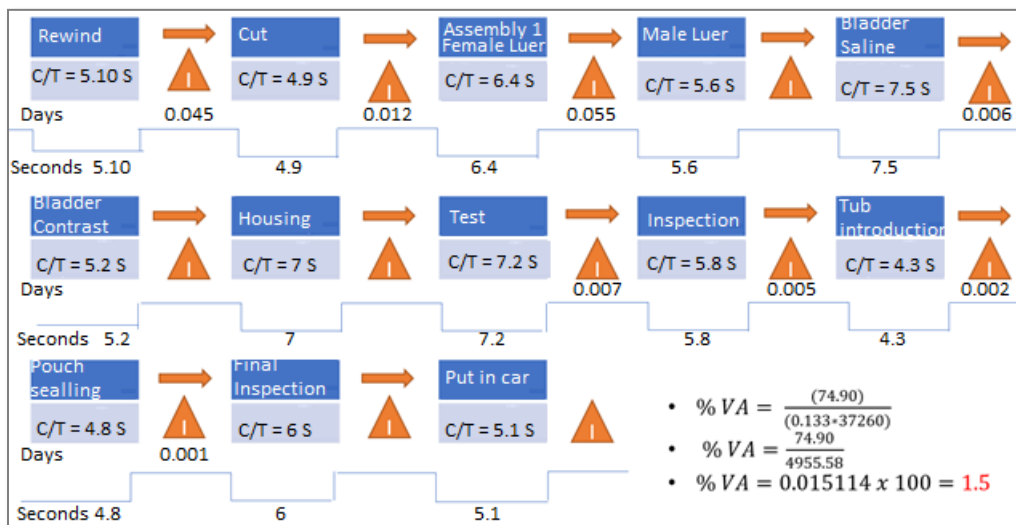 Rewind
Cut
Assembly 1
Female Luer
Male Luer
Bladder
Saline
C/T = 5.10 S
C/T = 4.9 S
C/T = 6.4 S
C/T = 5.6 S
C/T = 7.5 S
Days
0.045
0.012
0.055
0.006
Seconds 5.10
4.9
6.4
5.6
7.5
Bladder
Contrast
Housing
Test
Inspection
Tub
introduction
C/T = 5.2 S
C/T = 7 S
C/T = 7.2 S
C/T = 5.8 S
C/T = 4.3 S
Days
0.007
0.005
0.002
Seconds 5.2
7
7.2
5.8
4.3
Pouch
sealling
Final
Inspection
Put in car
C/T = 4.8 S
C/T = 6 S
C/T = 5.1 S
Days
0.001
Seconds 4.8
6
5.1
• % VA = (74.90) / (0.133*37260)
• % VA = 74.90 / 4955.58
• % VA = 0.015114 x 100 = 1.5